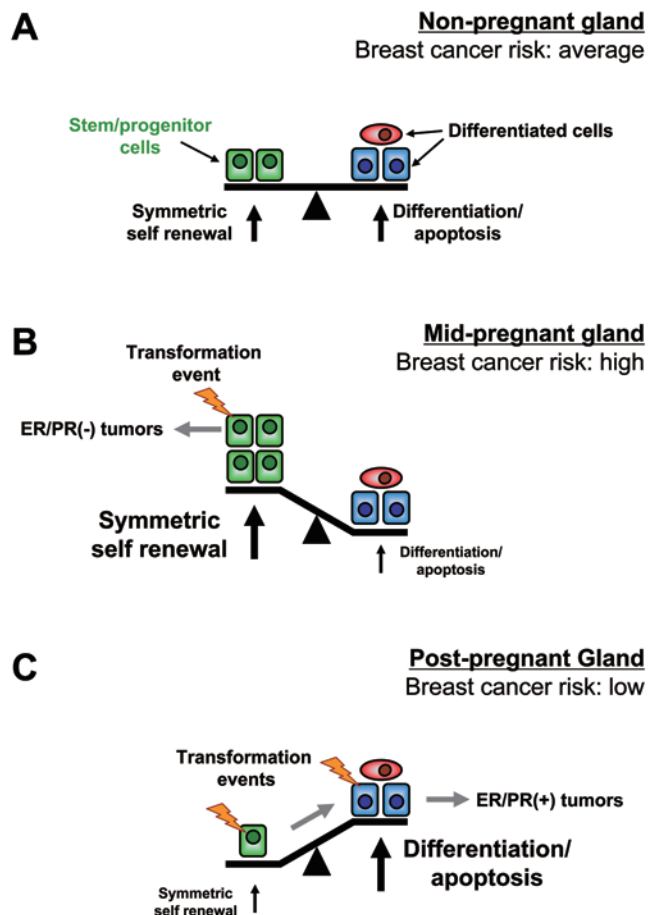 A
Non-pregnant gland
Breast cancer risk: average
Stem/progenitor
cells
Differentiated cells
Symmetric
self renewal
Differentiation/
apoptosis
B
Mid-pregnant gland
Breast cancer risk: high
Transformation
event
ER/PR(-) tumors
Symmetric
self renewal
Differentiation/
apoptosis
C
Post-pregnant Gland
Breast cancer risk: low
Transformation
events
ER/PR(+) tumors
Differentiation/
apoptosis
Symmetric
self renewal